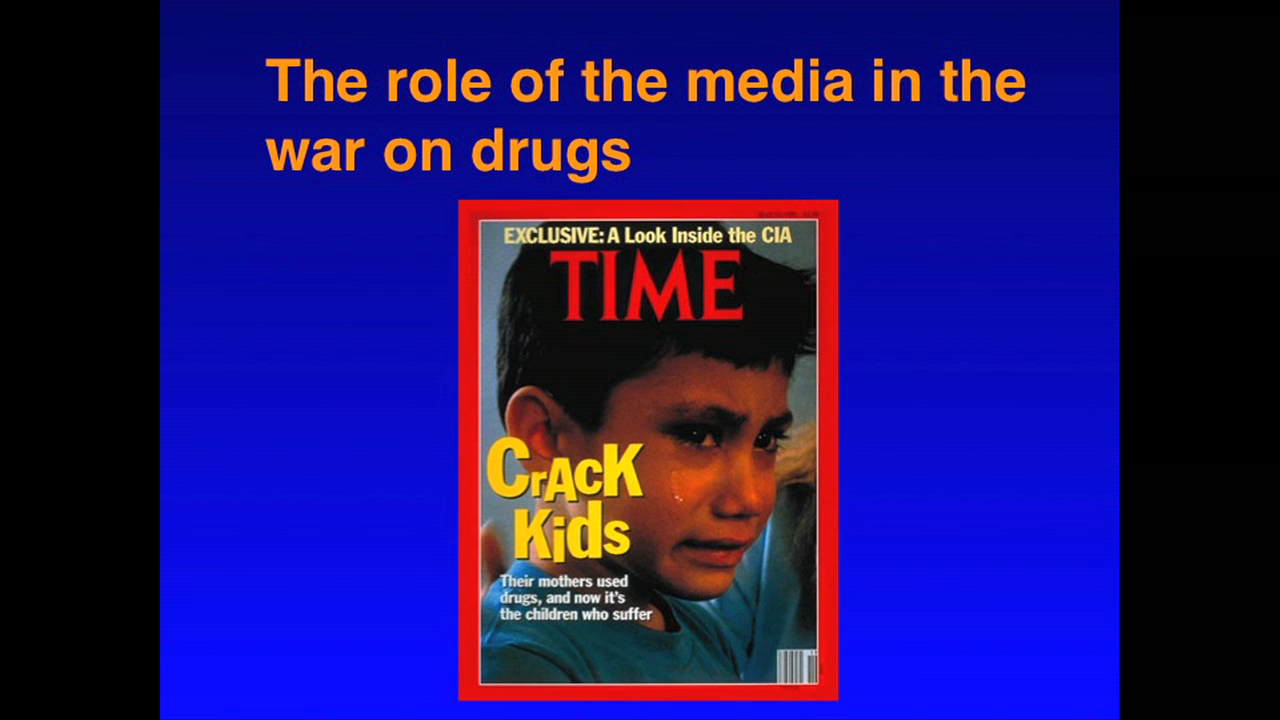 The role of the media in the
war on drugs
EXCLUSIVE: A Look Inside the CIA
TIME
CrAcK
Kids
Their mothers used
drugs, and now it's
the children who suffer